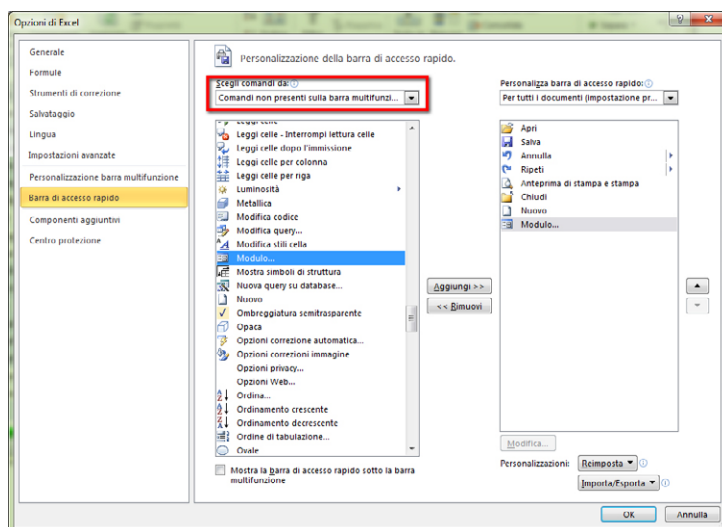 Opzioni di Excel
Generale
Formule
Strumenti di correzione
Salvataggio
Lingua
Impostazioni avanzate
Personalizzazione barra multifunzione
Barra di accesso rapido
Componenti aggiuntivi
Centro protezione
Personalizzazione della barra di accesso rapido.
Scegli comandi da:
Comandi non presenti sulla barra multifunzi...
Leggi celle
Leggi celle - Interrompi lettura celle
Leggi celle dopo l'immissione
Leggi celle per colonna
Leggi celle per riga
Luminosità
Metallica
Modifica codice
Modifica query...
Modifica stili cella
Modulo...
Mostra simboli di struttura
Nuova query su database...
Nuovo
Ombreggiatura semitrasparente
Opaca
Opzioni correzione automatica...
Opzioni correzioni immagine
Opzioni privacy...
Opzioni Web...
Ordina...
Ordinamento crescente
Ordinamento decrescente
Ordine di tabulazione...
Ovale
Mostra la barra di accesso rapido sotto la barra
multifunzione
Aggiungi >>
<< Rimuovi
Personalizza barra di accesso rapido:
Per tutti i documenti (impostazione pr...
Apri
Salva
Annulla
Ripeti
Anteprima di stampa e stampa
Chiudi
Nuovo
Modulo...
Modifica...
Personalizzazioni:
Reimposta
Importa/Esporta
OK
Annulla